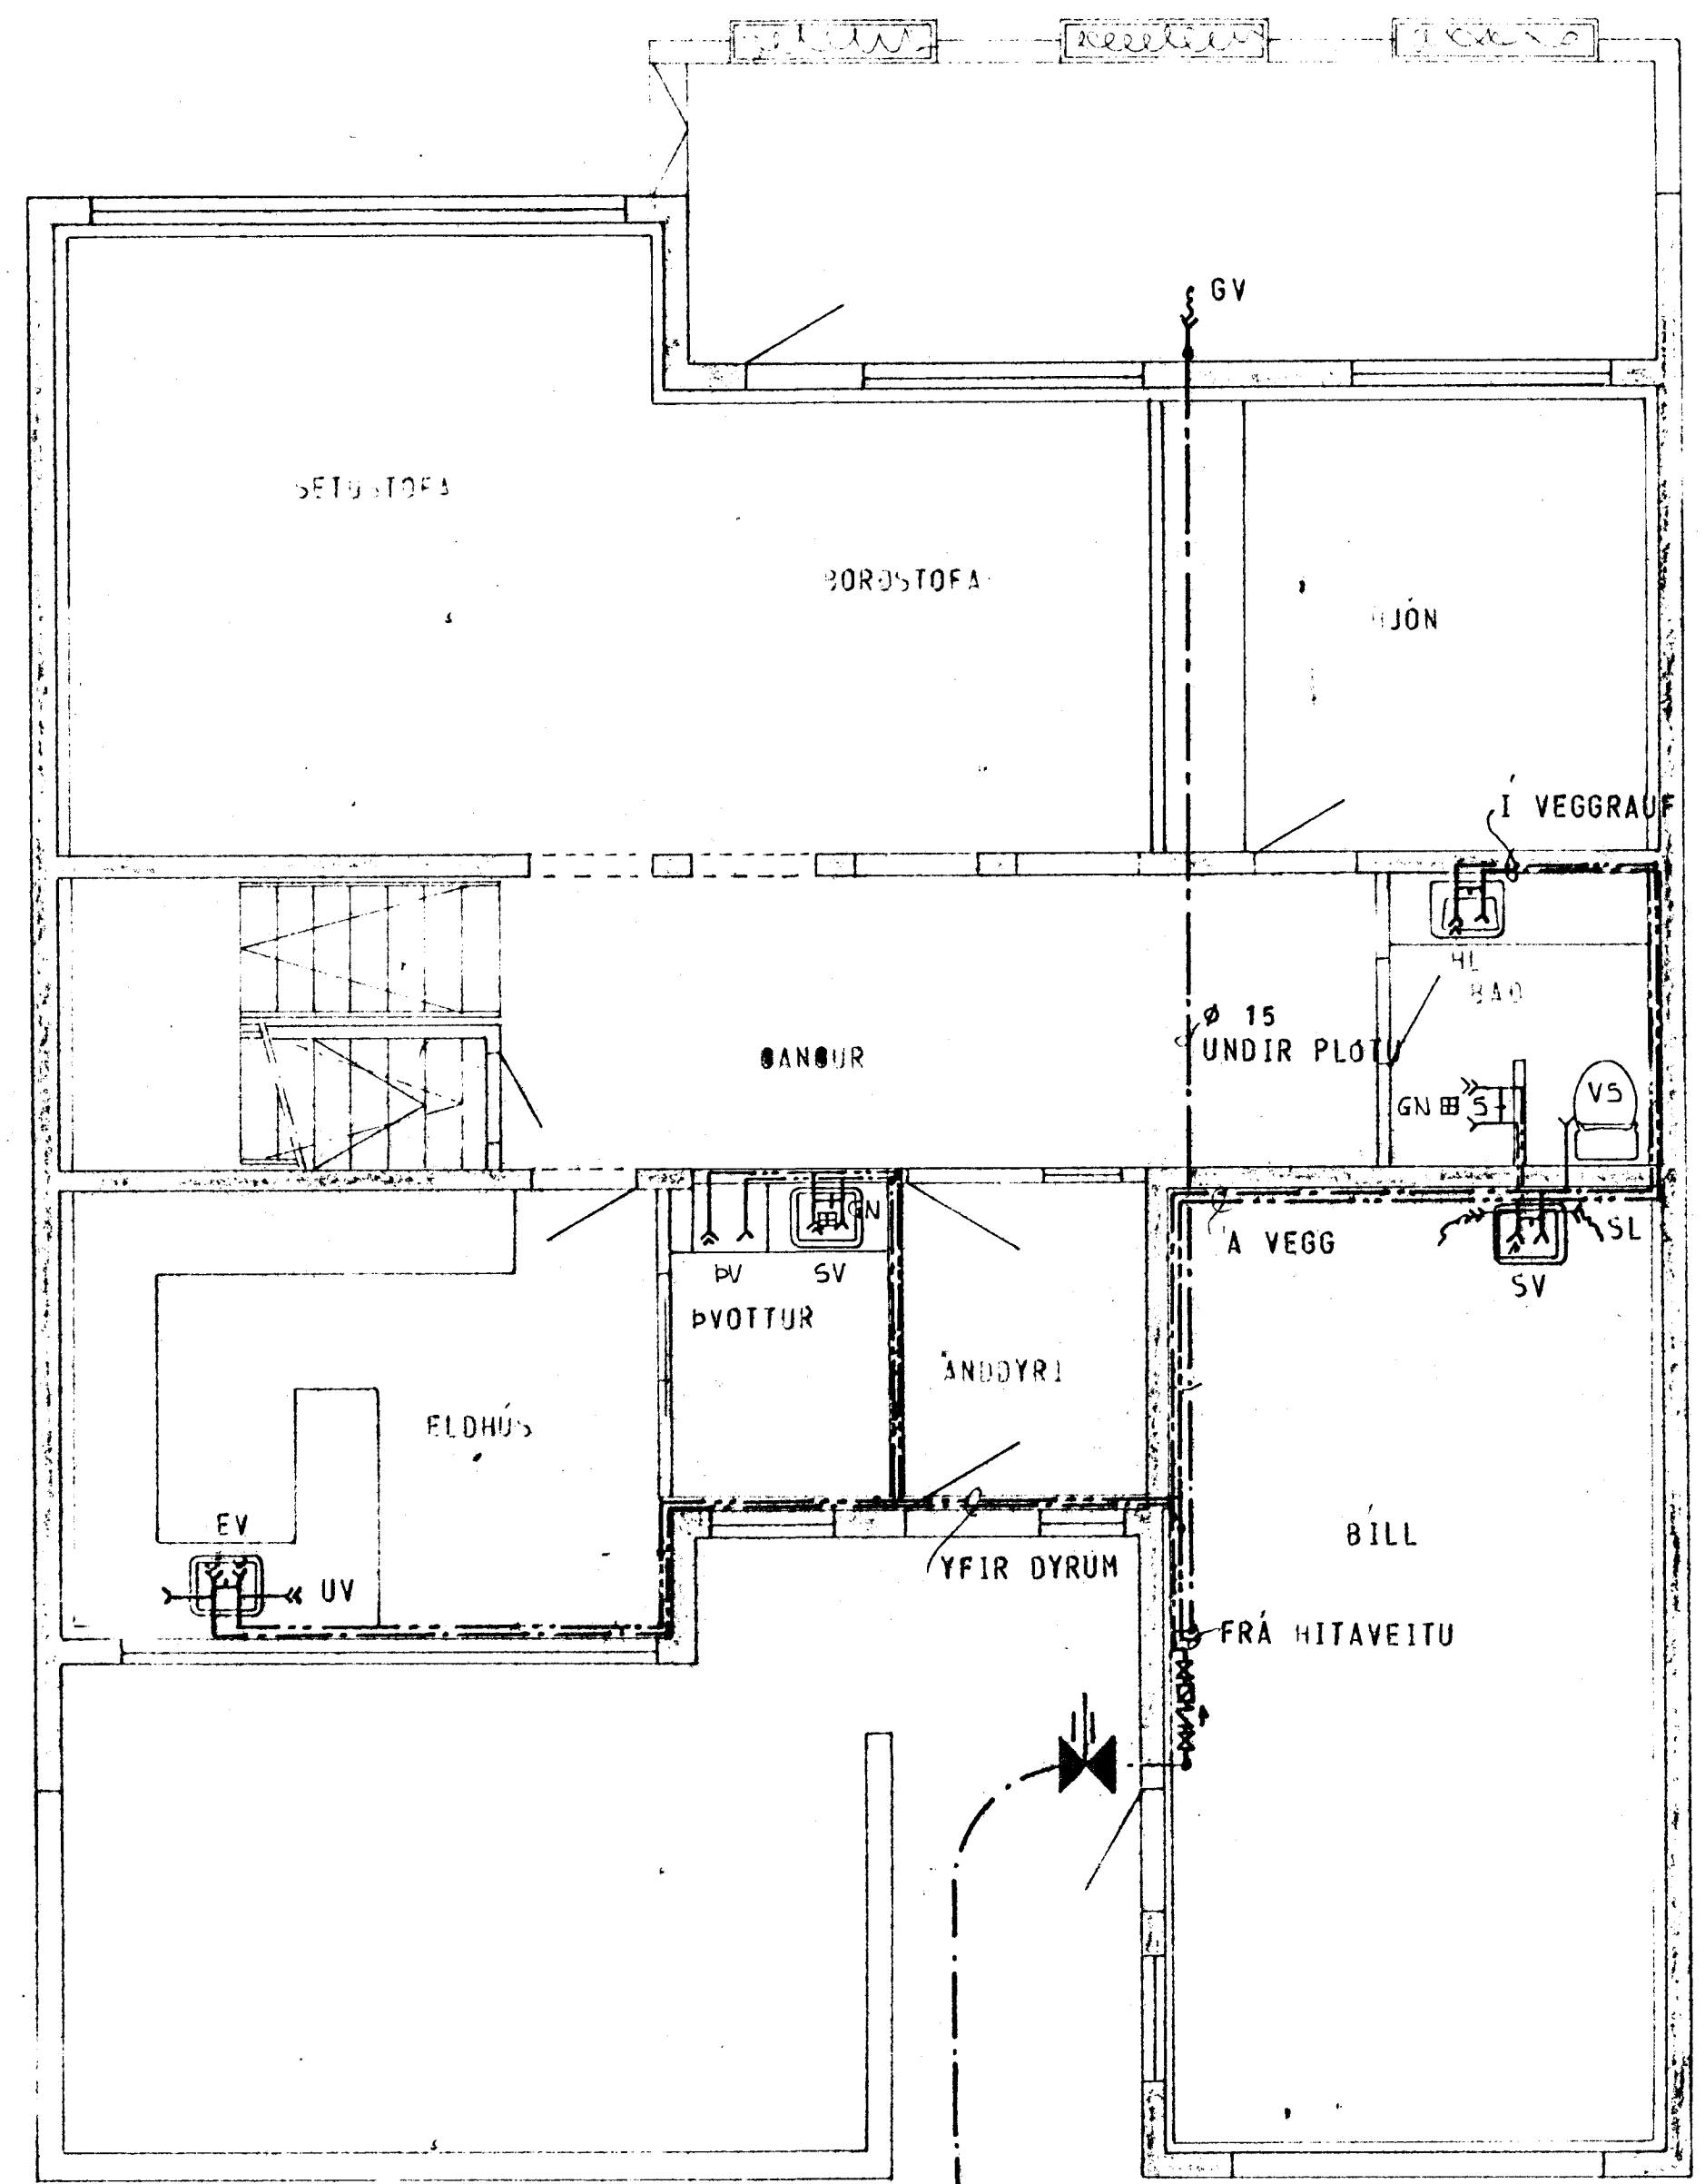 GV
SETUSTOFA
BORÐSTOFA
HJÓN
Í VEGGRAUF
HL
BAÐ
Ø 15
UNDIR PLÖTU
GANGUR
GN
S
VS
GN
Á VEGG
SL
ÞV
SV
SV
ÞVOTTUR
ANDDYRI
ELDHÚS
EV
UV
YFIR DYRUM
BÍLL
FRÁ HITAVEITU